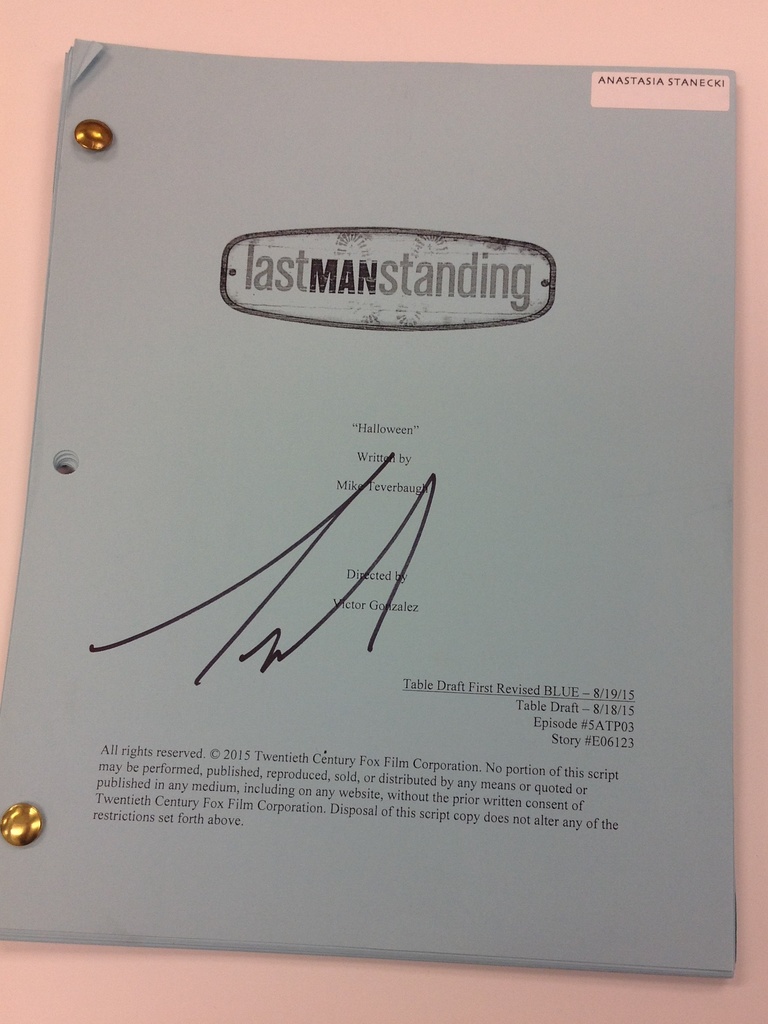 ANASTASIA STANECKI
lastMANstanding
“Halloween”
Written by
Mike Teverbaugh
Directed by
Victor Gonzalez
Table Draft First Revised BLUE – 8/19/15
Table Draft – 8/18/15
Episode #5ATP03
Story #E06123
All rights reserved. © 2015 Twentieth Century Fox Film Corporation. No portion of this script
may be performed, published, reproduced, sold, or distributed by any means or quoted or
published in any medium, including on any website, without the prior written consent of
Twentieth Century Fox Film Corporation. Disposal of this script copy does not alter any of the
restrictions set forth above.